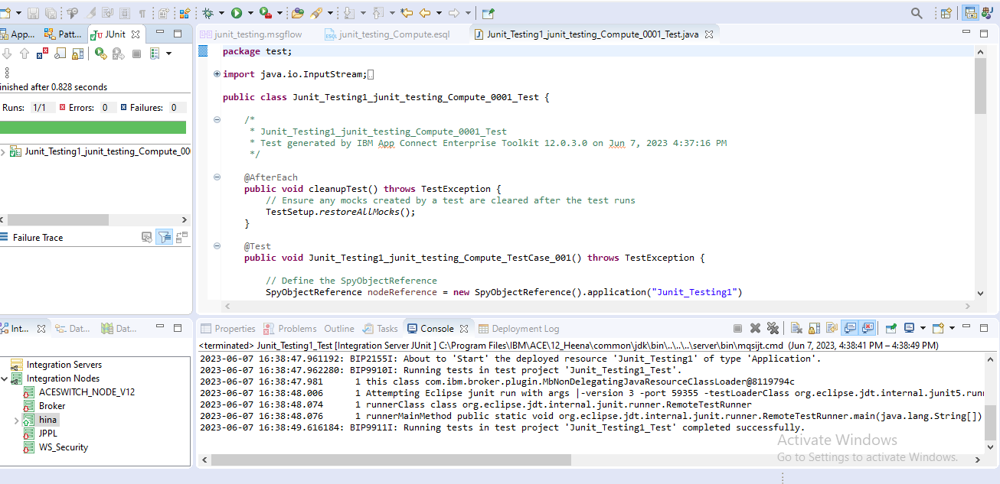 App...
Patt...
JUnit
junit_testing.msgflow
junit_testing_Compute.esql
Junit_Testing1_junit_testing_Compute_0001_Test.java
inished after 0.828 seconds
Runs: 1/1 Errors: 0 Failures: 0
Junit_Testing1_junit_testing_Compute_00
Failure Trace
package test;
import java.io.InputStream;
public class Junit_Testing1_junit_testing_Compute_0001_Test {
/*
* Junit_Testing1_junit_testing_Compute_0001_Test
* Test generated by IBM App Connect Enterprise Toolkit 12.0.3.0 on Jun 7, 2023 4:37:16 PM
*/
@AfterEach
public void cleanupTest() throws TestException {
// Ensure any mocks created by a test are cleared after the test runs
TestSetup.restoreAllMocks();
}
@Test
public void Junit_Testing1_junit_testing_Compute_TestCase_001() throws TestException {
// Define the SpyObjectReference
SpyObjectReference nodeReference = new SpyObjectReference().application("Junit_Testing1")
Int...
Dat...
Dat...
Integration Servers
Integration Nodes
ACESWITCH_NODE_V12
Broker
hina
JPPL
WS_Security
Properties
Problems
Outline
Tasks
Console
Deployment Log
<terminated> Junit_Testing1_Test [Integration Server JUnit ] C:\Program Files\IBM\ACE\12_Heena\common\jdk\bin\..\..\..\server\bin\mqsijt.cmd (Jun 7, 2023, 4:38:41 PM – 4:38:49 PM)
2023-06-07 16:38:47.961192: BIP2155I: About to 'Start' the deployed resource 'Junit_Testing1' of type 'Application'.
2023-06-07 16:38:47.962280: BIP9910I: Running tests in test project 'Junit_Testing1_Test'.
2023-06-07 16:38:47.981 1 this class com.ibm.broker.plugin.MbNonDelegatingJavaResourceClassLoader@8119794c
2023-06-07 16:38:48.006 1 Attempting Eclipse junit run with args |-version 3 -port 59355 -testLoaderClass org.eclipse.jdt.internal.junit5.runn
2023-06-07 16:38:48.074 1 runnerClass class org.eclipse.jdt.internal.junit.runner.RemoteTestRunner
2023-06-07 16:38:48.076 1 runnerMainMethod public static void org.eclipse.jdt.internal.junit.runner.RemoteTestRunner.main(java.lang.String[])
2023-06-07 16:38:49.616184: BIP9911I: Running tests in test project 'Junit_Testing1_Test' completed successfully.
Activate Windows
Go to Settings to activate Windows.